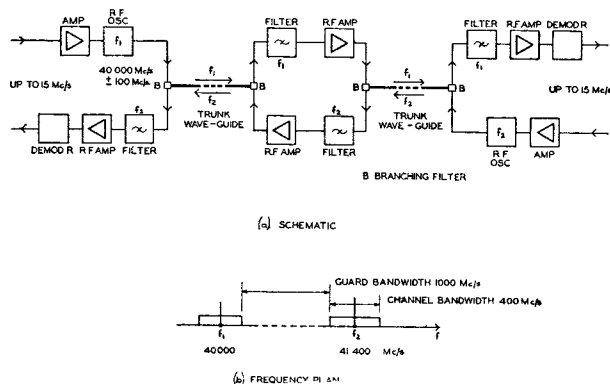 AMP
R F
OSC
f₁
FILTER
f₁
R.F AMP
FILTER
f₁
R.F AMP
DEMOD R
UP TO 15 Mc/s
40 000 Mc/s
± 100 Mc/s
B
f₁
f₂
B
B
f₁
f₂
B
UP TO 15 Mc/s
TRUNK
WAVE-GUIDE
TRUNK
WAVE-GUIDE
DEMOD R
R F AMP
f₂
FILTER
R.F AMP
f₂
FILTER
f₂
R F
OSC
AMP
B BRANCHING FILTER
(a) SCHEMATIC
GUARD BANDWIDTH 1000 Mc/s
CHANNEL BANDWIDTH 400 Mc/s
f₁
f₂
f
40000
41 400 Mc/s
(b) FREQUENCY PLAN